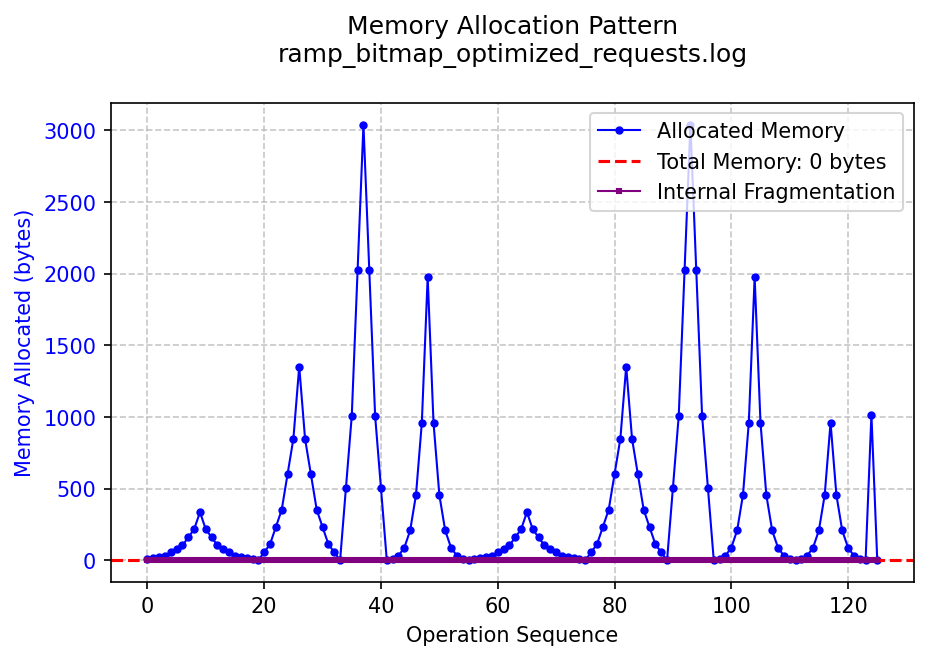 Memory Allocation Pattern
ramp_bitmap_optimized_requests.log
Allocated Memory
Total Memory: 0 bytes
Internal Fragmentation
Memory Allocated (bytes)
3000
2500
2000
1500
1000
500
0
0 20 40 60 80 100 120
Operation Sequence